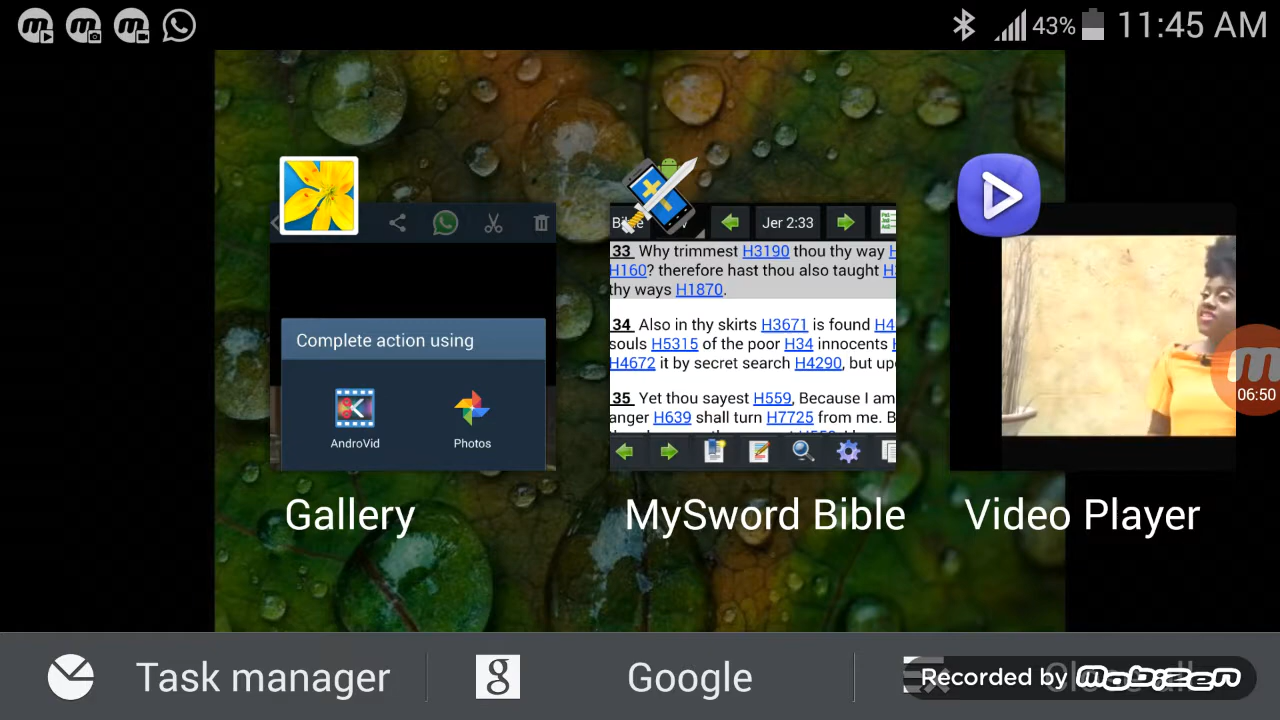 43% 11:45 AM
Complete action using
AndroVid Photos
Gallery
Jer 2:33
33 Why trimmest H3190 thou thy way
H160? therefore hast thou also taught
thy ways H1870.
34 Also in thy skirts H3671 is found H4
souls H5315 of the poor H34 innocents
H4672 it by secret search H4290, but
35 Yet thou sayest H559, Because I am
anger H639 shall turn H7725 from me. B
MySword Bible
06:50
Video Player
Task manager
g Google
Recorded by mobizen